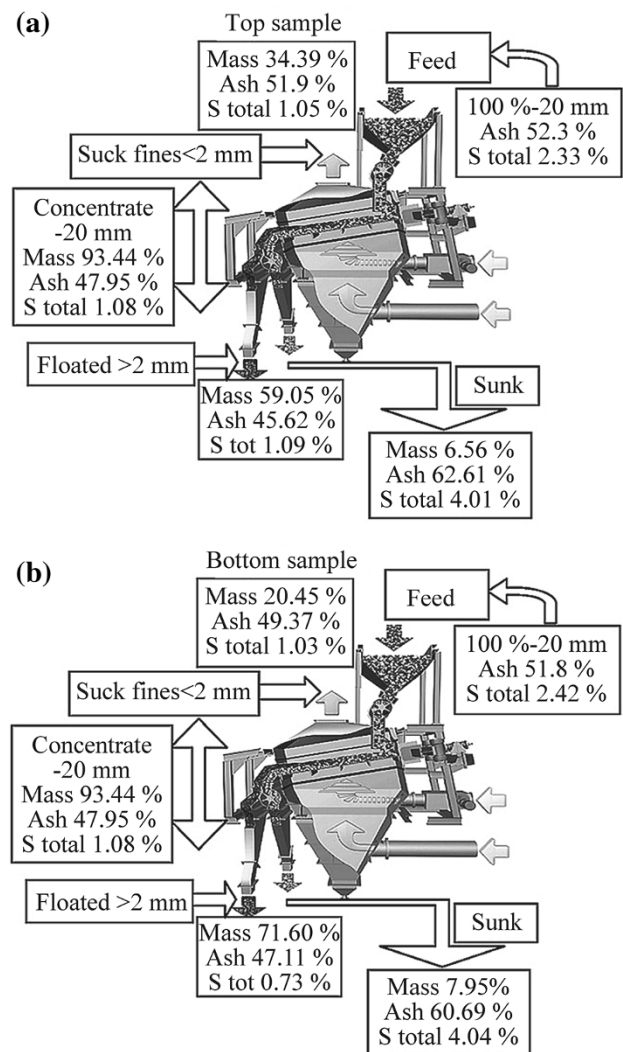 (a)
Top sample
Mass 34.39 %
Ash 51.9 %
S total 1.05 %
Feed
100 %-20 mm
Ash 52.3 %
S total 2.33 %
Suck fines<2 mm
Concentrate
-20 mm
Mass 93.44 %
Ash 47.95 %
S total 1.08 %
Floated >2 mm
Mass 59.05 %
Ash 45.62 %
S tot 1.09 %
Sunk
Mass 6.56 %
Ash 62.61 %
S total 4.01 %
(b)
Bottom sample
Mass 20.45 %
Ash 49.37 %
S total 1.03 %
Feed
100 %-20 mm
Ash 51.8 %
S total 2.42 %
Suck fines<2 mm
Concentrate
-20 mm
Mass 93.44 %
Ash 47.95 %
S total 1.08 %
Floated >2 mm
Mass 71.60 %
Ash 47.11 %
S tot 0.73 %
Sunk
Mass 7.95%
Ash 60.69 %
S total 4.04 %